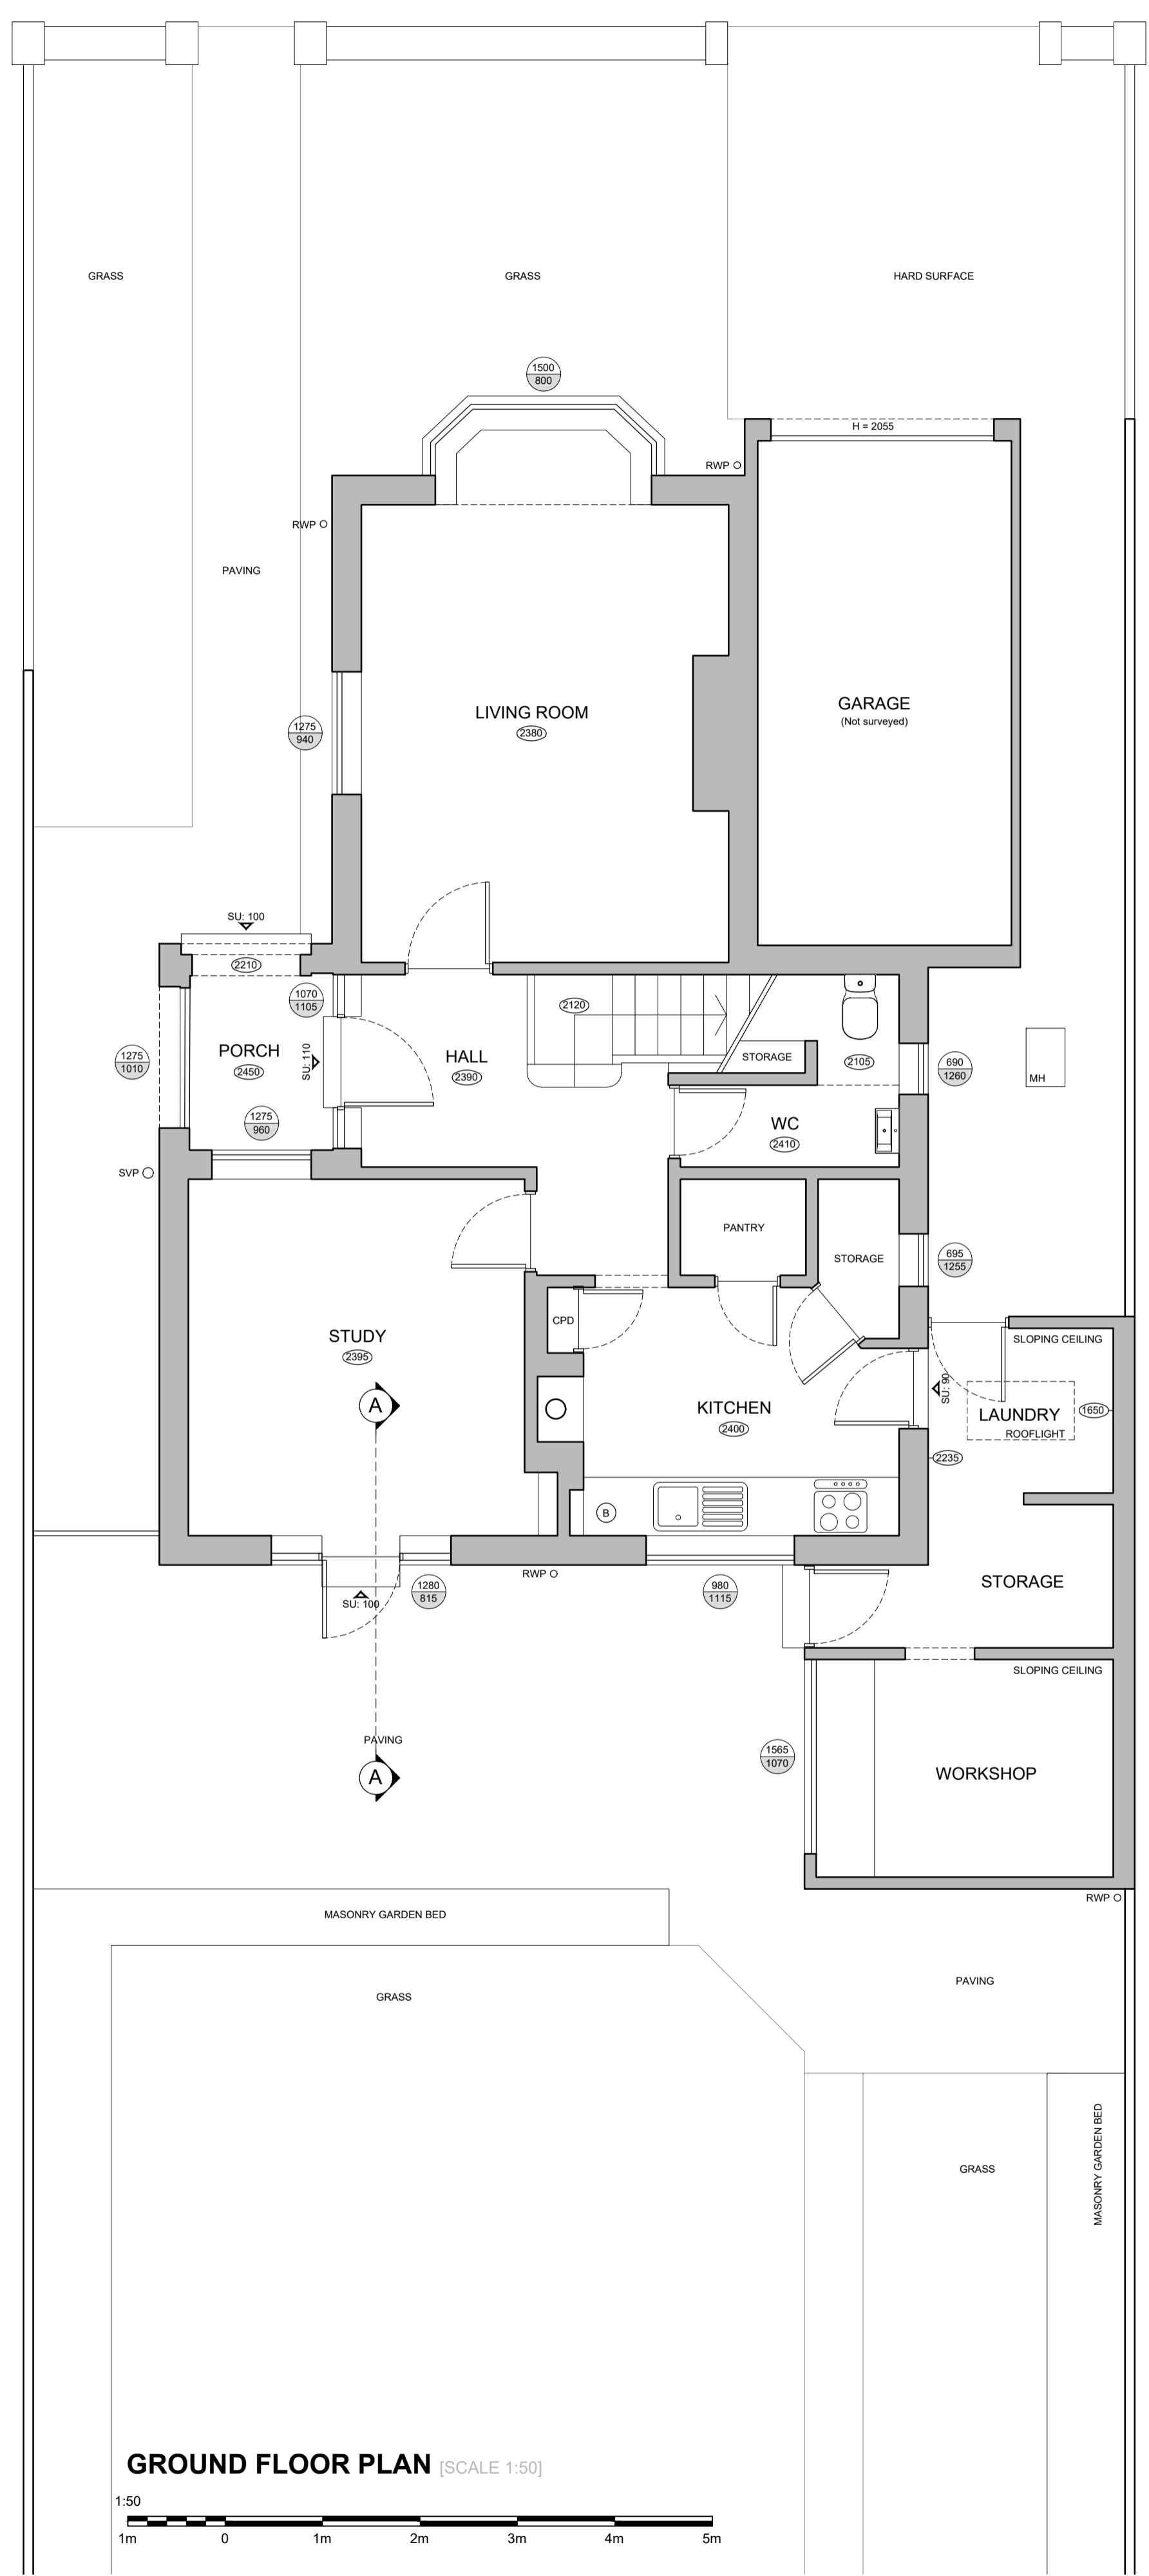 GRASS
GRASS
HARD SURFACE
1500
800
H = 2055
RWP
RWP
PAVING
LIVING ROOM
2380
GARAGE
(Not surveyed)
1275
940
SU: 100
2210
1070
1105
2120
PORCH
2450
SU: 110
HALL
2390
STORAGE
2105
1275
1010
690
1260
MH
1275
960
WC
2410
SVP
PANTRY
STORAGE
695
1255
CPD
STUDY
2395
SLOPING CEILING
A
KITCHEN
2400
SU: 90
LAUNDRY
ROOFLIGHT
1650
2235
B
RWP
1280
815
SU: 100
980
1115
STORAGE
SLOPING CEILING
PAVING
1565
1070
WORKSHOP
A
RWP
MASONRY GARDEN BED
PAVING
GRASS
MASONRY GARDEN BED
GRASS
GROUND FLOOR PLAN [SCALE 1:50]
1:50
1m 0 1m 2m 3m 4m 5m